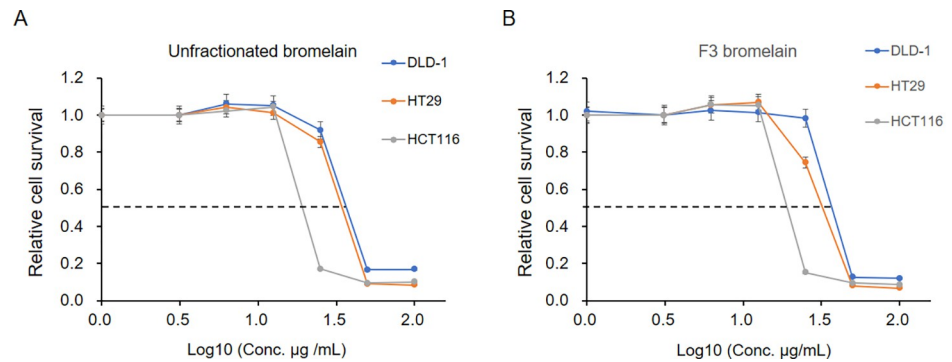 A
Unfractionated bromelain
DLD-1
HT29
HCT116
Relative cell survival
1.2
1.0
0.8
0.6
0.4
0.2
0.0
0.0 0.5 1.0 1.5 2.0
Log10 (Conc. µg /mL)
B
F3 bromelain
DLD-1
HT29
HCT116
Relative cell survival
1.2
1.0
0.8
0.6
0.4
0.2
0.0
0.0 0.5 1.0 1.5 2.0
Log10 (Conc. µg/mL)